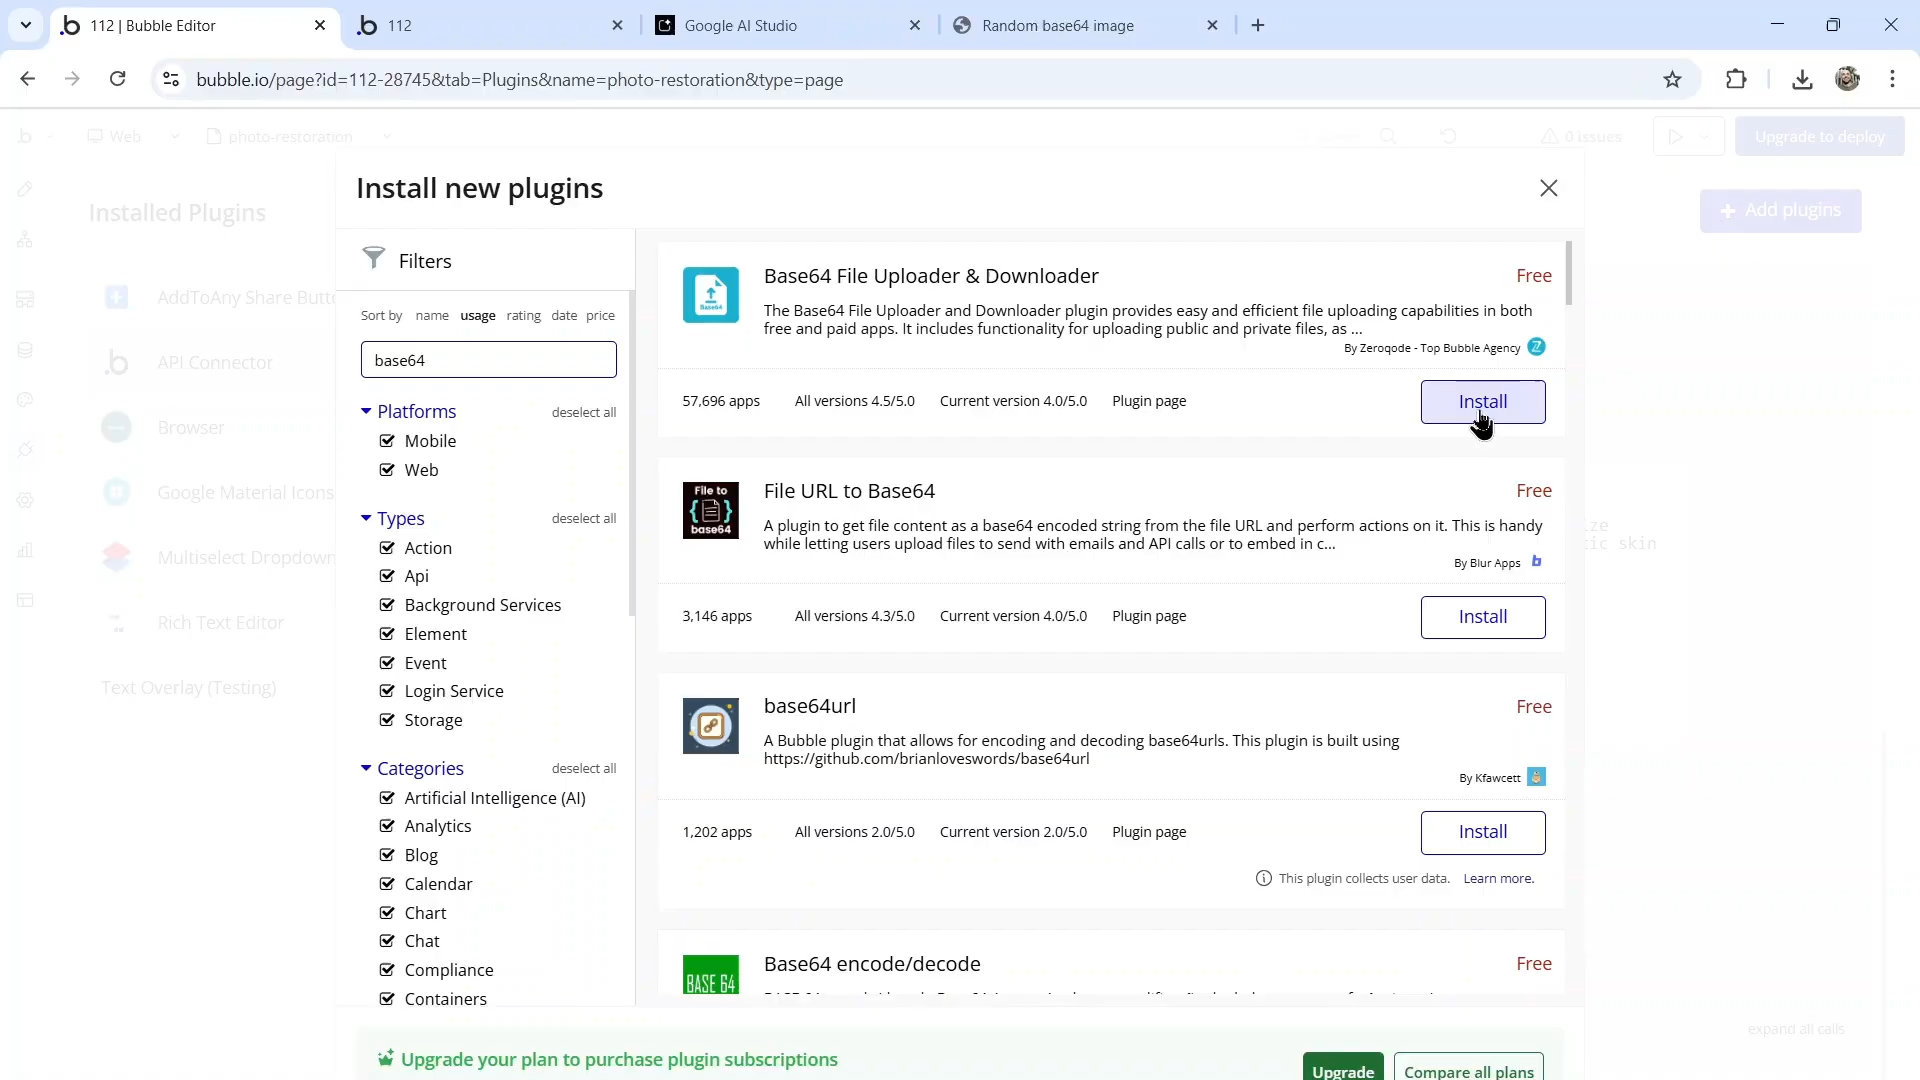 112 | Bubble Editor
112
Google AI Studio
Random base64 image
bubble.io/page?id=112-28745&tab=Plugins&name=photo-restoration&type=page
Web
photo-restoration
0 issues
Upgrade to deploy
Install new plugins
Installed Plugins
+ Add plugins
Filters
AddToAny Share Butt
API Connector
Browser
Google Material Icons
Multiselect Dropdown
Rich Text Editor
Text Overlay (Testing)
Sort by name usage rating date price
base64
Platforms deselect all
Mobile
Web
Types deselect all
Action
Api
Background Services
Element
Event
Login Service
Storage
Categories deselect all
Artificial Intelligence (AI)
Analytics
Blog
Calendar
Chart
Chat
Compliance
Containers
Base64
Base64 File Uploader & Downloader Free
The Base64 File Uploader and Downloader plugin provides easy and efficient file uploading capabilities in both
free and paid apps. It includes functionality for uploading public and private files, as ...
By Zeroqode - Top Bubble Agency
57,696 apps All versions 4.5/5.0 Current version 4.0/5.0 Plugin page Install
File to
base64
File URL to Base64 Free
A plugin to get file content as a base64 encoded string from the file URL and perform actions on it. This is handy
while letting users upload files to send with emails and API calls or to embed in c...
By Blur Apps
3,146 apps All versions 4.3/5.0 Current version 4.0/5.0 Plugin page Install
base64url Free
A Bubble plugin that allows for encoding and decoding base64urls. This plugin is built using
https://github.com/brianloveswords/base64url
By Kfawcett
1,202 apps All versions 2.0/5.0 Current version 2.0/5.0 Plugin page Install
This plugin collects user data. Learn more.
BASE 64
Base64 encode/decode Free
ize
tic skin
expand all calls
Upgrade your plan to purchase plugin subscriptions
Upgrade
Compare all plans